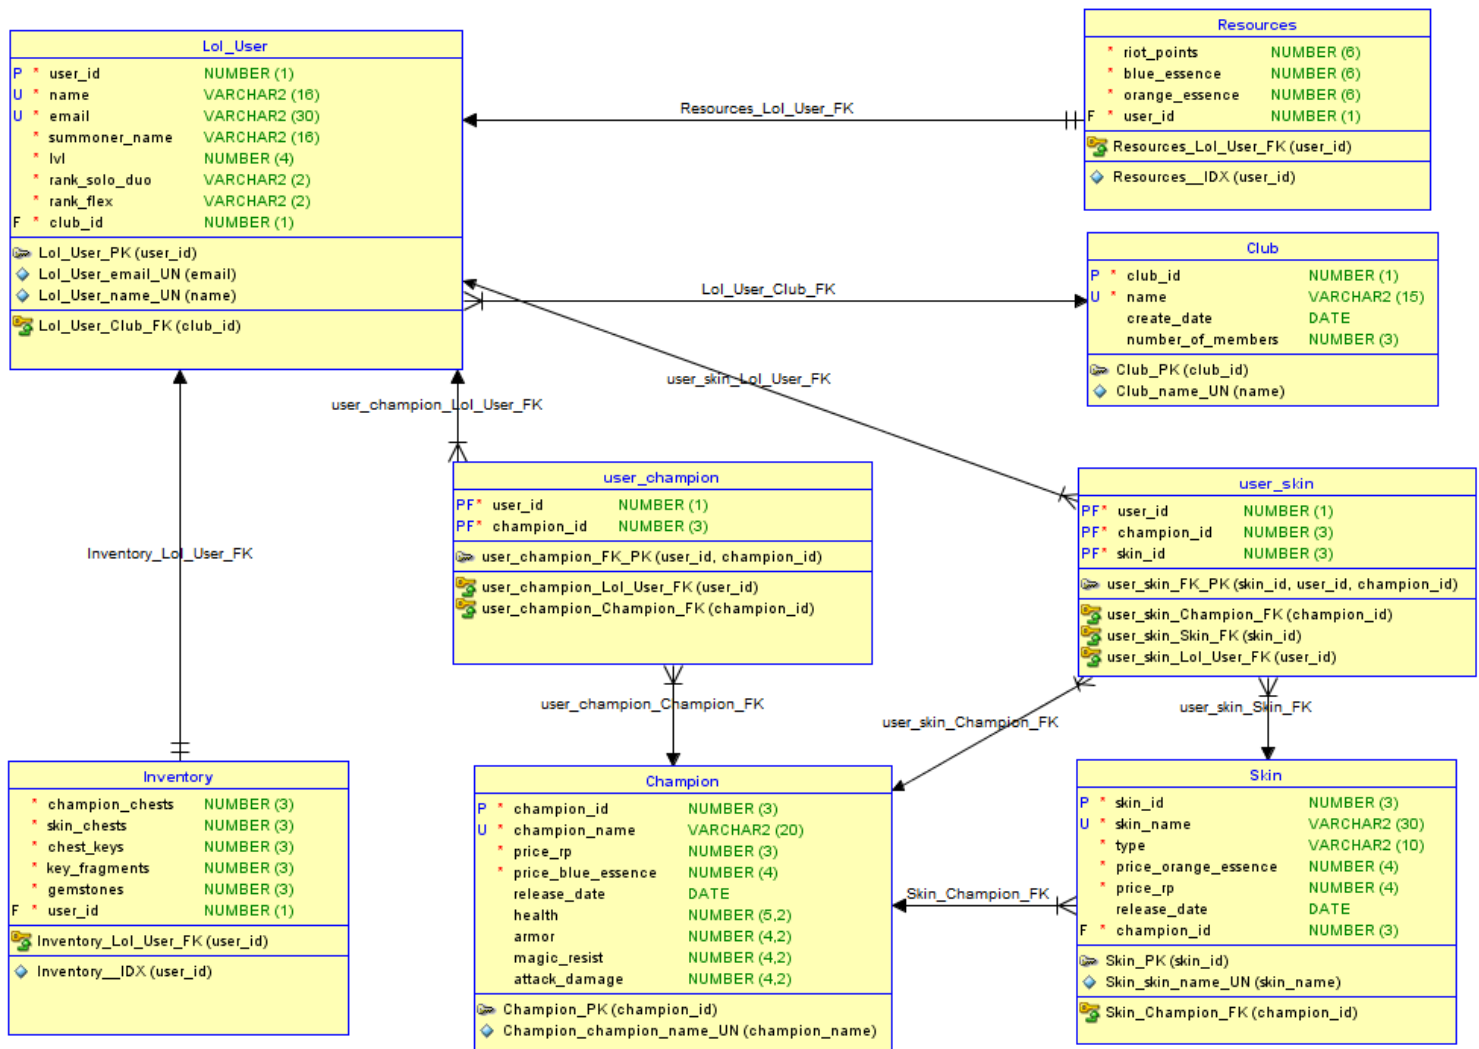 Lol_User
P * user_id NUMBER (1)
U * name VARCHAR2 (16)
U * email VARCHAR2 (30)
* summoner_name VARCHAR2 (16)
* lvl NUMBER (4)
* rank_solo_duo VARCHAR2 (2)
* rank_flex VARCHAR2 (2)
F * club_id NUMBER (1)
Lol_User_PK (user_id)
Lol_User_email_UN (email)
Lol_User_name_UN (name)
Lol_User_Club_FK (club_id)
Resources_Lol_User_FK
Resources
* riot_points NUMBER (6)
* blue_essence NUMBER (6)
* orange_essence NUMBER (6)
F * user_id NUMBER (1)
Resources_Lol_User_FK (user_id)
Resources__IDX (user_id)
Lol_User_Club_FK
Club
P * club_id NUMBER (1)
U * name VARCHAR2 (15)
create_date DATE
number_of_members NUMBER (3)
Club_PK (club_id)
Club_name_UN (name)
user_skin_Lol_User_FK
user_champion_Lol_User_FK
Inventory_Lol_User_FK
user_champion
PF* user_id NUMBER (1)
PF* champion_id NUMBER (3)
user_champion_FK_PK (user_id, champion_id)
user_champion_Lol_User_FK (user_id)
user_champion_Champion_FK (champion_id)
user_skin
PF* user_id NUMBER (1)
PF* champion_id NUMBER (3)
PF* skin_id NUMBER (3)
user_skin_FK_PK (skin_id, user_id, champion_id)
user_skin_Champion_FK (champion_id)
user_skin_Skin_FK (skin_id)
user_skin_Lol_User_FK (user_id)
user_champion_Champion_FK
user_skin_Champion_FK
user_skin_Skin_FK
Inventory
* champion_chests NUMBER (3)
* skin_chests NUMBER (3)
* chest_keys NUMBER (3)
* key_fragments NUMBER (3)
* gemstones NUMBER (3)
F * user_id NUMBER (1)
Inventory_Lol_User_FK (user_id)
Inventory__IDX (user_id)
Champion
P * champion_id NUMBER (3)
U * champion_name VARCHAR2 (20)
* price_rp NUMBER (3)
* price_blue_essence NUMBER (4)
release_date DATE
health NUMBER (5,2)
armor NUMBER (4,2)
magic_resist NUMBER (4,2)
attack_damage NUMBER (4,2)
Champion_PK (champion_id)
Champion_champion_name_UN (champion_name)
Skin_Champion_FK
Skin
P * skin_id NUMBER (3)
U * skin_name VARCHAR2 (30)
* type VARCHAR2 (10)
* price_orange_essence NUMBER (4)
* price_rp NUMBER (4)
release_date DATE
F * champion_id NUMBER (3)
Skin_PK (skin_id)
Skin_skin_name_UN (skin_name)
Skin_Champion_FK (champion_id)